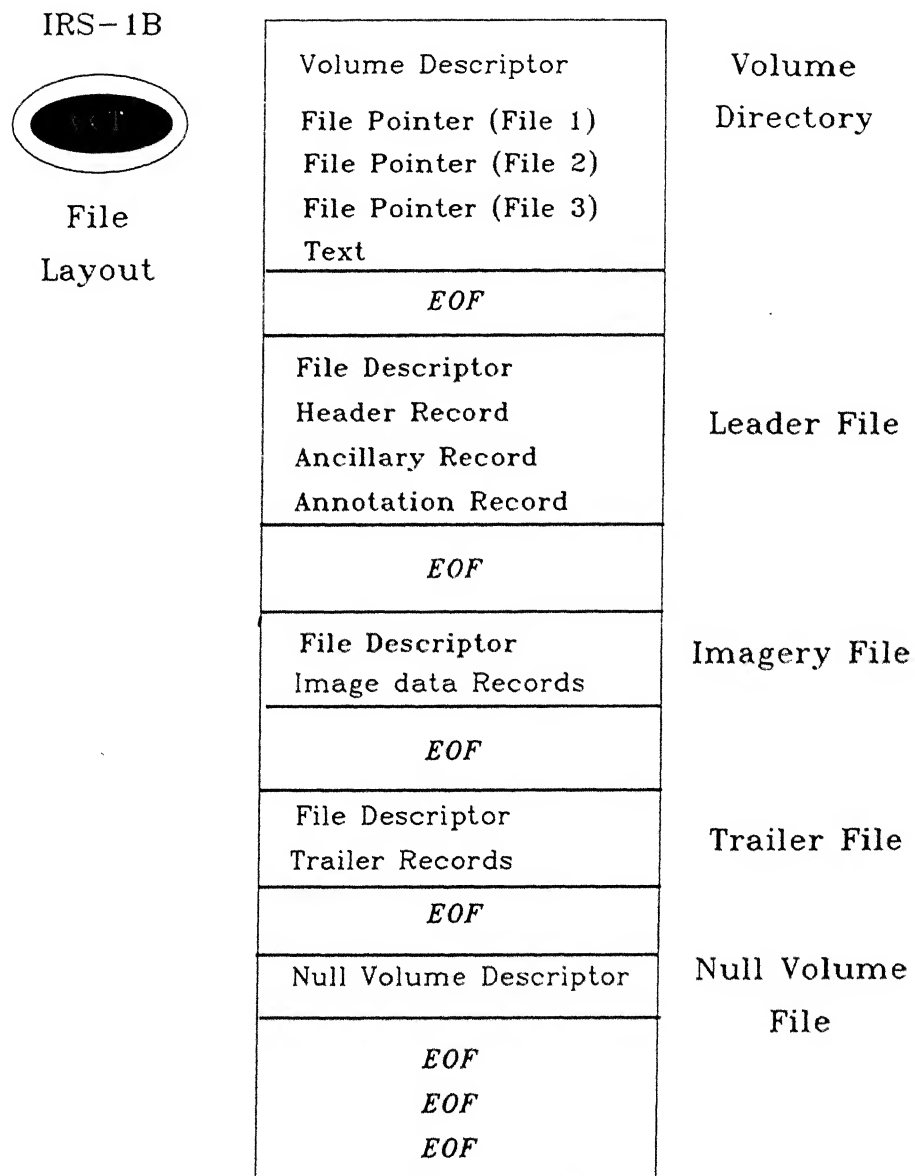 IRS-1B
File
Layout
Volume Descriptor
File Pointer (File 1)
File Pointer (File 2)
File Pointer (File 3)
Text
Volume
Directory
EOF
File Descriptor
Header Record
Ancillary Record
Annotation Record
Leader File
EOF
File Descriptor
Image data Records
Imagery File
EOF
File Descriptor
Trailer Records
Trailer File
EOF
Null Volume Descriptor
Null Volume
File
EOF
EOF
EOF